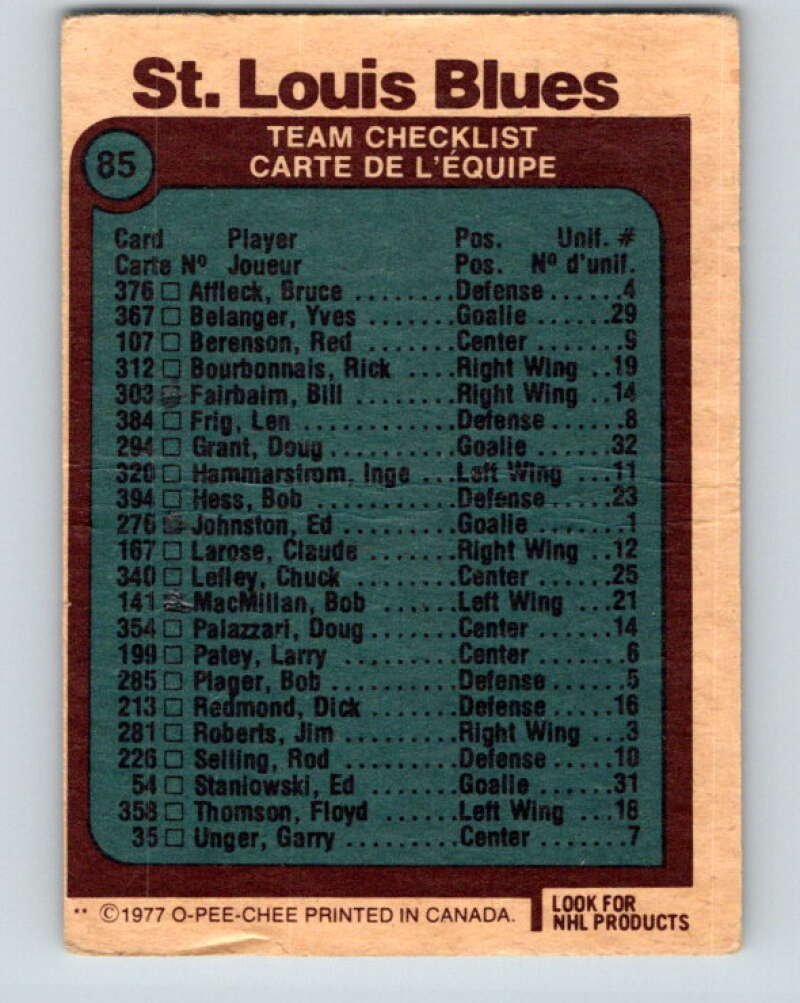 St. Louis Blues
85
TEAM CHECKLIST
CARTE DE L'ÉQUIPE
Card Player Pos. Unif. #
Carte Nº Joueur Pos. Nº d'unif.
376 □ Affleck, Bruce ..........Defense.......4
367 □ Belanger, Yves ........Goalie.......29
107 □ Berenson, Red ..........Center........9
312 □ Bourbonnais, Rick ....Right Wing ..19
303 □ Fairbairn, Bill .........Right Wing ..14
384 □ Frig, Len ................Defense.......8
294 □ Grant, Doug.............Goalie.......32
320 □ Hammarstrom, Inge ...Left Wing ...11
394 □ Hess, Bob ..............Defense.....23
276 □ Johnston, Ed ..........Goalie........1
167 □ Larose, Claude ........Right Wing ..12
340 □ Lefley, Chuck ..........Center ......25
141 □ MacMillan, Bob ........Left Wing ...21
354 □ Palazzari, Doug........Center ......14
199 □ Patey, Larry ..........Center .......6
285 □ Plager, Bob............Defense......5
213 □ Redmond, Dick ........Defense.....16
281 □ Roberts, Jim ..........Right Wing ...3
226 □ Seiling, Rod ..........Defense.....10
54 □ Staniowski, Ed ........Goalie ......31
358 □ Thomson, Floyd ......Left Wing ...18
35 □ Unger, Garry ..........Center........7
** ©1977 O-PEE-CHEE PRINTED IN CANADA.
LOOK FOR
NHL PRODUCTS